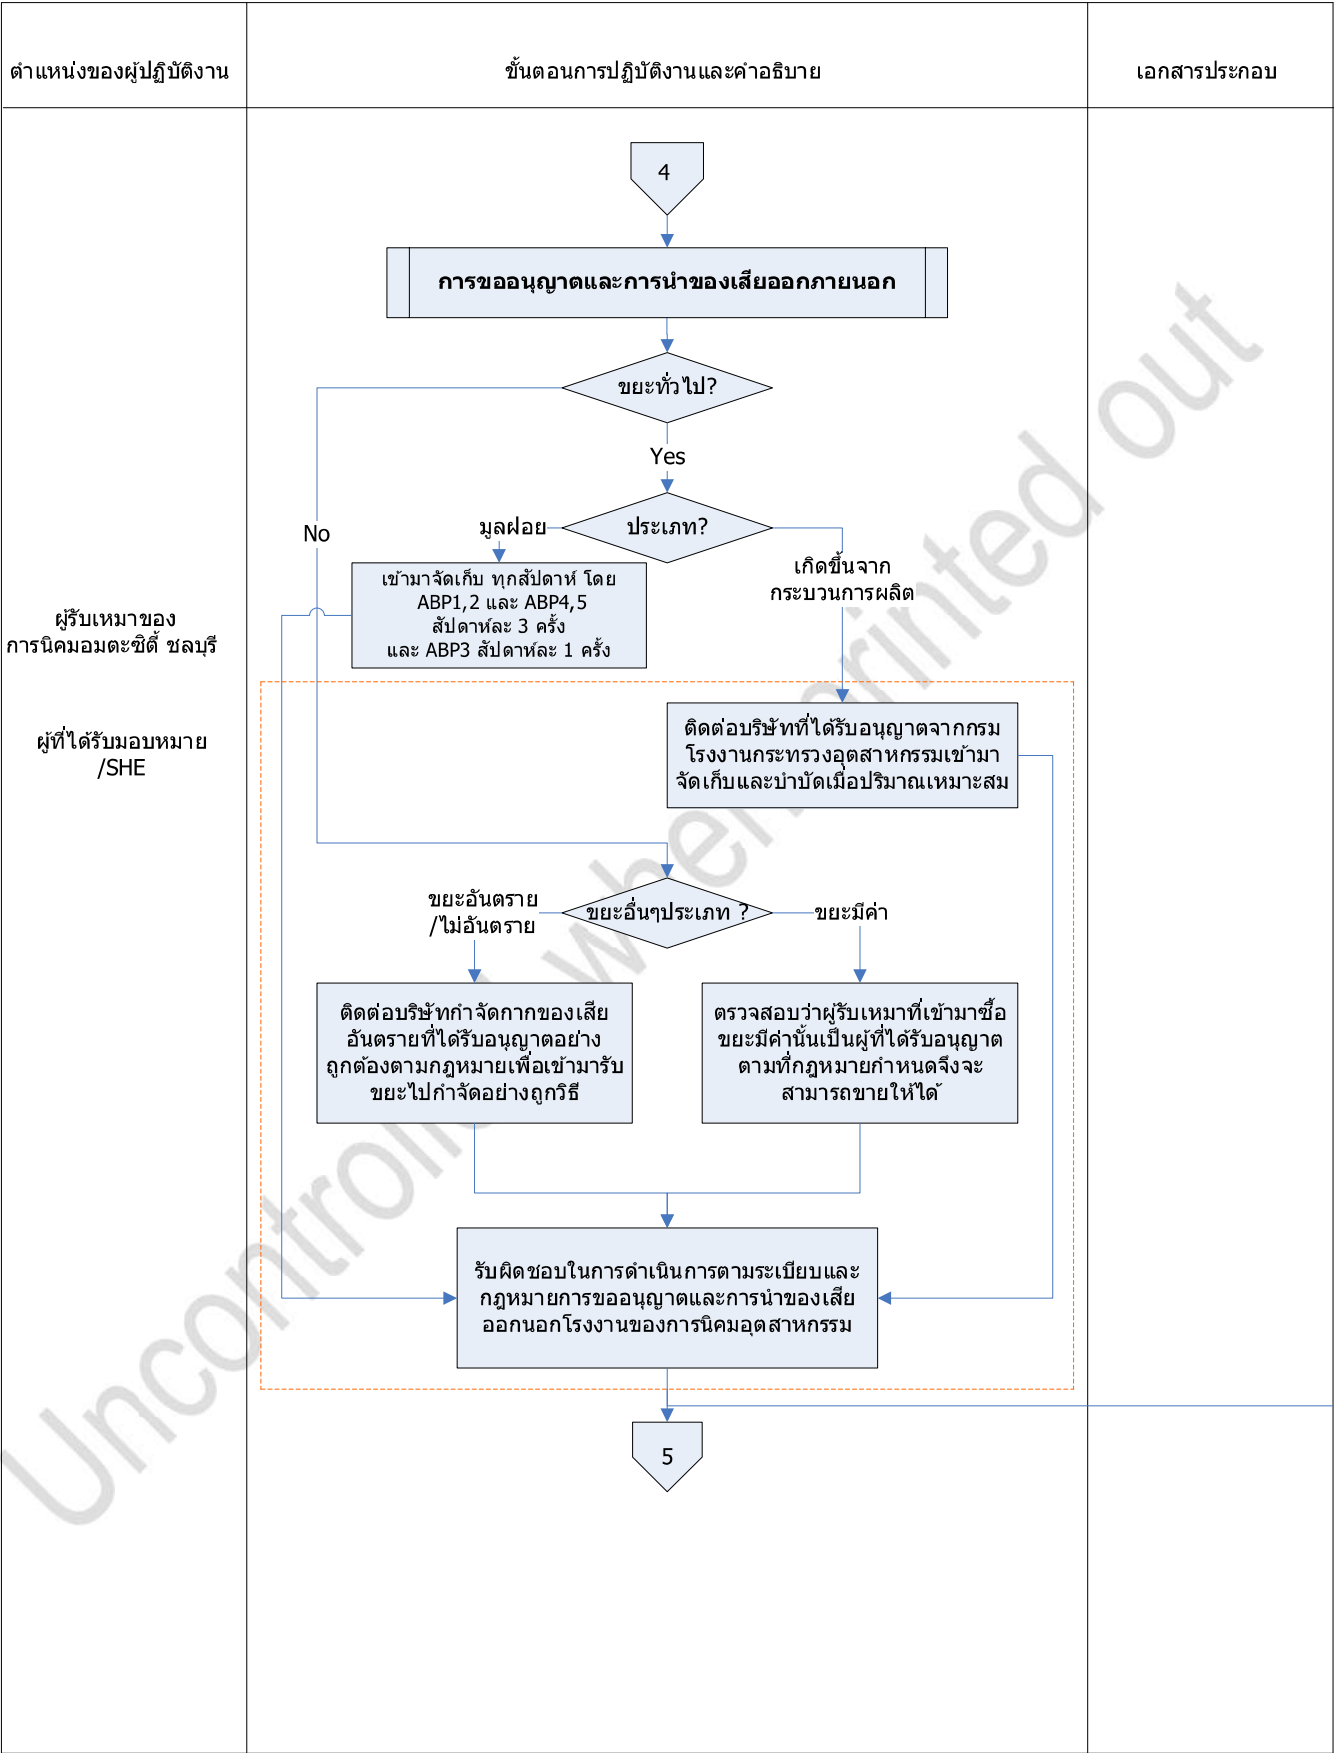 ตำแหน่งของผู้ปฏิบัติงาน
ขั้นตอนการปฏิบัติงานและคำอธิบาย
เอกสารประกอบ
4
การขออนุญาตและการนำของเสียออกภายนอก
ขยะทั่วไป?
Yes
No
ประเภท?
มูลฝอย
เกิดขึ้นจาก
กระบวนการผลิต
เข้ามาจัดเก็บ ทุกสัปดาห์ โดย
ABP1,2 และ ABP4,5
สัปดาห์ละ 3 ครั้ง
และ ABP3 สัปดาห์ละ 1 ครั้ง
ผู้รับเหมาของ
การนิคมอมตะซิตี้ ชลบุรี
ผู้ที่ได้รับมอบหมาย
/SHE
ติดต่อบริษัทที่ได้รับอนุญาตจากกรม
โรงงานกระทรวงอุตสาหกรรมเข้ามา
จัดเก็บและบำบัดเมื่อปริมาณเหมาะสม
ขยะอื่นๆประเภท ?
ขยะอันตราย
/ไม่อันตราย
ขยะมีค่า
ติดต่อบริษัทกำจัดกากของเสีย
อันตรายที่ได้รับอนุญาตอย่าง
ถูกต้องตามกฎหมายเพื่อเข้ามารับ
ขยะไปกำจัดอย่างถูกวิธี
ตรวจสอบว่าผู้รับเหมาที่เข้ามาซื้อ
ขยะมีค่านั้นเป็นผู้ที่ได้รับอนุญาต
ตามที่กฎหมายกำหนดจึงจะ
สามารถขายให้ได้
รับผิดชอบในการดำเนินการตามระเบียบและ
กฎหมายการขออนุญาตและการนำของเสีย
ออกนอกโรงงานของการนิคมอุตสาหกรรม
5
Uncontrolled when printed out